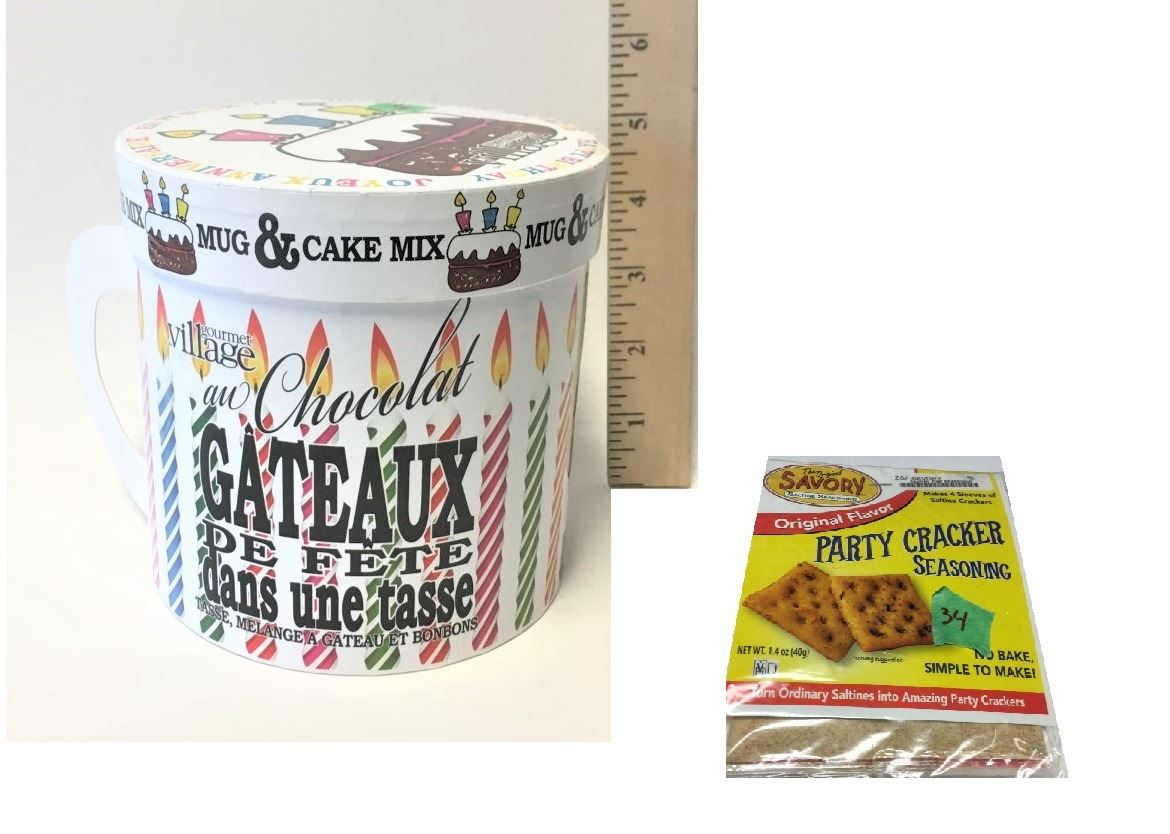 JOYEUX ANNIVER
MIX MUG & CAKE MIX MUG &
gourmet
village
au Chocolat
GÂTEAUX
DE FÊTE
dans une tasse
TASSE, MÉLANGE À GÂTEAU ET BONBONS
6
5
4
3
2
1
The Original
SAVORY
SALTINE SEASONING
Makes 4 Sleeves of
Saltine Crackers
Original Flavor
PARTY CRACKER
SEASONING
34
NET WT. 1.4 oz (40g)
serving suggestion
NO BAKE,
SIMPLE TO MAKE!
Turn Ordinary Saltines into Amazing Party Crackers